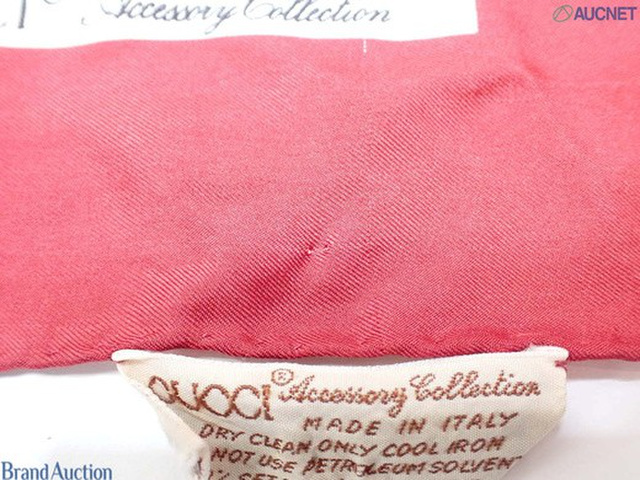 Accessory Collection
AUCNET
GUCCI® Accessory Collection
MADE IN ITALY
DRY CLEAN ONLY COOL IRON
NOT USE PETROLEUM SOLVENT
Brand Auction